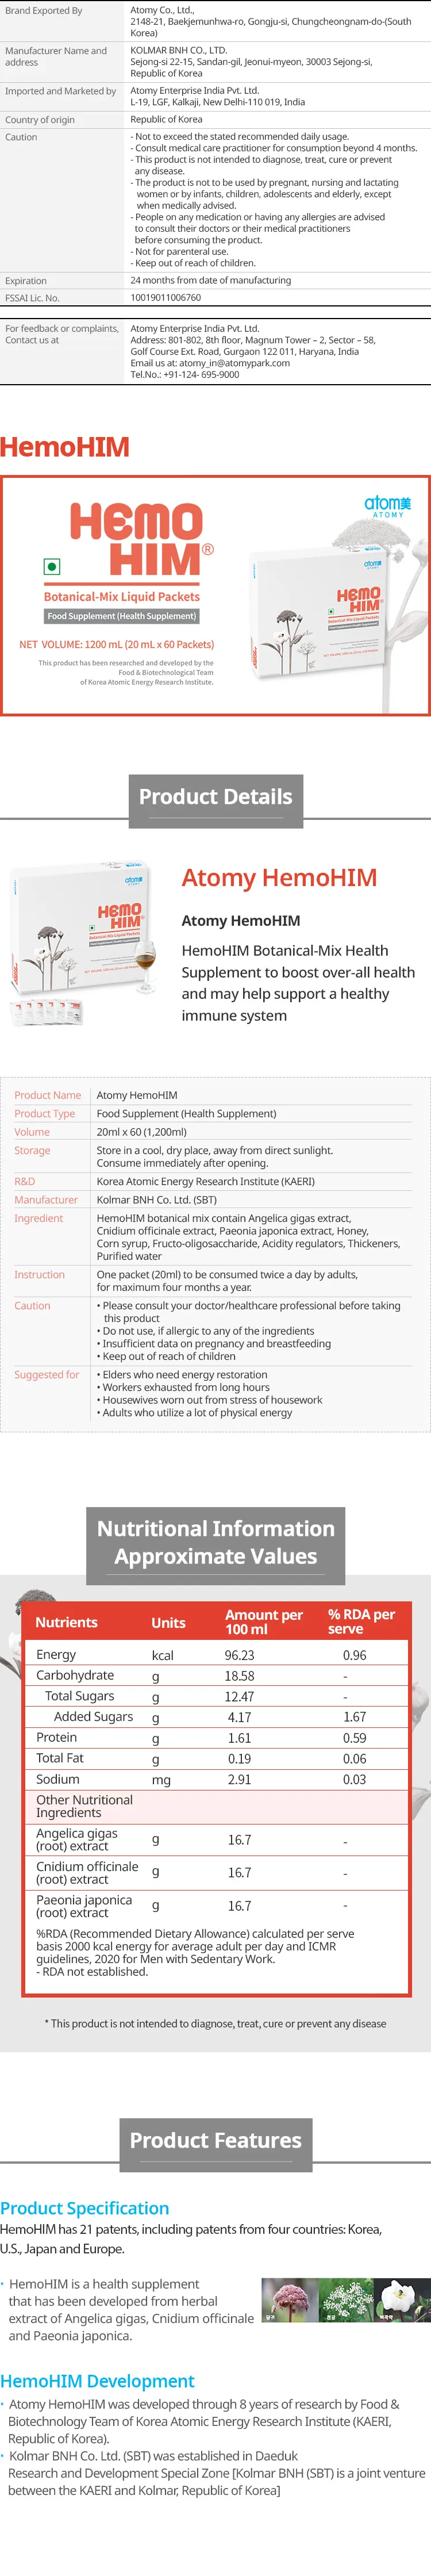 Brand Exported By
Atomy Co., Ltd.,
2148-21, Baekjemunhwa-ro, Gongju-si, Chungcheongnam-do-(South
Korea)
Manufacturer Name and
address
KOLMAR BNH CO., LTD.
Sejong-si 22-15, Sandan-gil, Jeonui-myeon, 30003 Sejong-si,
Republic of Korea
Imported and Marketed by
Atomy Enterprise India Pvt. Ltd.
L-19, LGF, Kalkaji, New Delhi-110 019, India
Country of origin
Republic of Korea
Caution
- Not to exceed the stated recommended daily usage.
- Consult medical care practitioner for consumption beyond 4 months.
- This product is not intended to diagnose, treat, cure or prevent
any disease.
- The product is not to be used by pregnant, nursing and lactating
women or by infants, children, adolescents and elderly, except
when medically advised.
- People on any medication or having any allergies are advised
to consult their doctors or their medical practitioners
before consuming the product.
- Not for parenteral use.
- Keep out of reach of children.
Expiration
24 months from date of manufacturing
FSSAI Lic. No.
10019011006760
For feedback or complaints,
Contact us at
Atomy Enterprise India Pvt. Ltd.
Address: 801-802, 8th floor, Magnum Tower – 2, Sector – 58,
Golf Course Ext. Road, Gurgaon 122 011, Haryana, India
Email us at: atomy_in@atomypark.com
Tel.No.: +91-124- 695-9000
HemoHIM
HEMO
HIM®
Botanical-Mix Liquid Packets
Food Supplement (Health Supplement)
NET VOLUME: 1200 mL (20 mL x 60 Packets)
This product has been researched and developed by the
Food & Biotechnological Team
of Korea Atomic Energy Research Institute.
atom美
ATOMY
atom美
HEMO
HIM®
Botanical-Mix Liquid Packets
Product Details
atom美
HEMO
HIM®
Botanical-Mix Liquid Packets
Atomy HemoHIM
Atomy HemoHIM
HemoHIM Botanical-Mix Health
Supplement to boost over-all health
and may help support a healthy
immune system
Product Name
Atomy HemoHIM
Product Type
Food Supplement (Health Supplement)
Volume
20ml x 60 (1,200ml)
Storage
Store in a cool, dry place, away from direct sunlight.
Consume immediately after opening.
R&D
Korea Atomic Energy Research Institute (KAERI)
Manufacturer
Kolmar BNH Co. Ltd. (SBT)
Ingredient
HemoHIM botanical mix contain Angelica gigas extract,
Cnidium officinale extract, Paeonia japonica extract, Honey,
Corn syrup, Fructo-oligosaccharide, Acidity regulators, Thickeners,
Purified water
Instruction
One packet (20ml) to be consumed twice a day by adults,
for maximum four months a year.
Caution
• Please consult your doctor/healthcare professional before taking
this product
• Do not use, if allergic to any of the ingredients
• Insufficient data on pregnancy and breastfeeding
• Keep out of reach of children
Suggested for
• Elders who need energy restoration
• Workers exhausted from long hours
• Housewives worn out from stress of housework
• Adults who utilize a lot of physical energy
Nutritional Information
Approximate Values
Nutrients Units Amount per 100 ml % RDA per serve
Energy kcal 96.23 0.96
Carbohydrate g 18.58 -
Total Sugars g 12.47 -
Added Sugars g 4.17 1.67
Protein g 1.61 0.59
Total Fat g 0.19 0.06
Sodium mg 2.91 0.03
Other Nutritional
Ingredients
Angelica gigas
(root) extract g 16.7 -
Cnidium officinale
(root) extract g 16.7 -
Paeonia japonica
(root) extract g 16.7 -
%RDA (Recommended Dietary Allowance) calculated per serve
basis 2000 kcal energy for average adult per day and ICMR
guidelines, 2020 for Men with Sedentary Work.
- RDA not established.
* This product is not intended to diagnose, treat, cure or prevent any disease
Product Features
Product Specification
HemoHIM has 21 patents, including patents from four countries: Korea,
U.S., Japan and Europe.
• HemoHIM is a health supplement
that has been developed from herbal
extract of Angelica gigas, Cnidium officinale
and Paeonia japonica.
HemoHIM Development
• Atomy HemoHIM was developed through 8 years of research by Food &
Biotechnology Team of Korea Atomic Energy Research Institute (KAERI,
Republic of Korea).
• Kolmar BNH Co. Ltd. (SBT) was established in Daeduk
Research and Development Special Zone [Kolmar BNH (SBT) is a joint venture
between the KAERI and Kolmar, Republic of Korea]